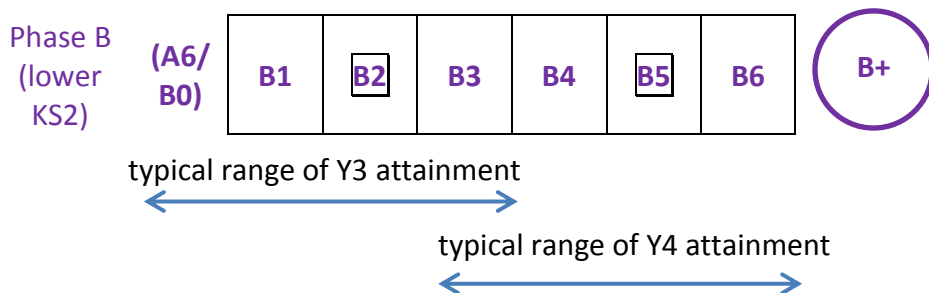 Phase B
(lower
KS2)
(A6/
B0)
B1
B2
B3
B4
B5
B6
B+
typical range of Y3 attainment
typical range of Y4 attainment